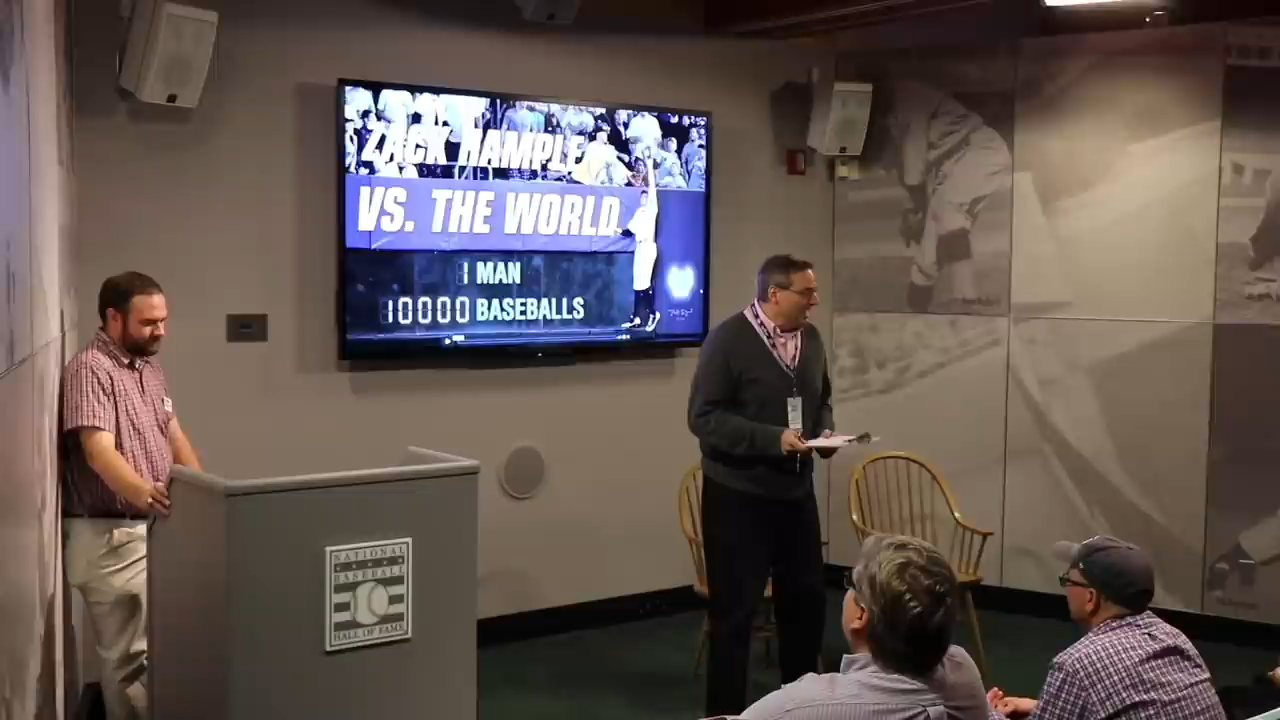 ZACK HAMPLE
VS. THE WORLD
1 MAN
10000 BASEBALLS
NATIONAL
BASEBALL
HALL OF FAME